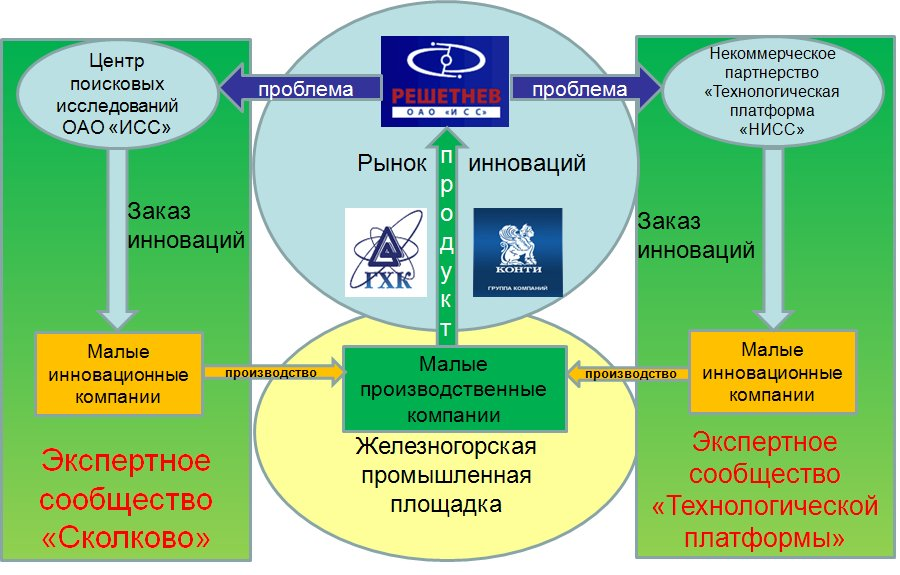 Центр
поисковых
исследований
ОАО «ИСС»
проблема
РЕШЕТНЕВ
ОАО «ИСС»
проблема
Некоммерческое
партнерство
«Технологическая
платформа
«НИСС»
Рынок
инноваций
продукт
Заказ
инноваций
ГХК
КОНТИ
ГРУППА КОМПАНИЙ
Заказ
инноваций
Малые
инновационные
компании
производство
Малые
производственные
компании
производство
Малые
инновационные
компании
Железногорская
промышленная
площадка
Экспертное
сообщество
«Сколково»
Экспертное
сообщество
«Технологической
платформы»